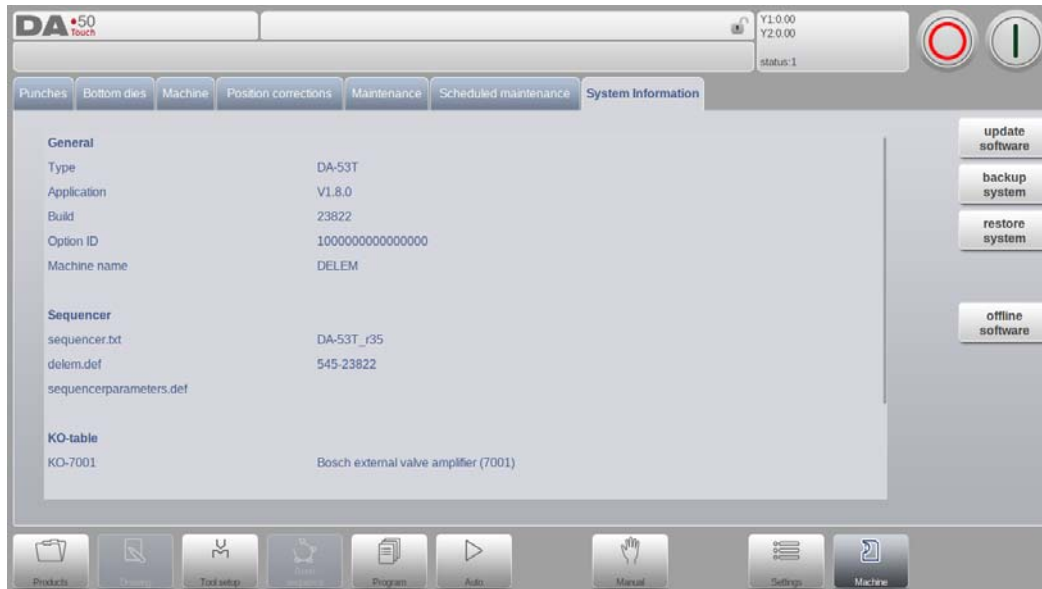 DA 50
Touch
Y1:0.00
Y2:0.00
status:1
Punches Bottom dies Machine Position corrections Maintenance Scheduled maintenance System Information
General
Type DA-53T
Application V1.8.0
Build 23822
Option ID 1000000000000000
Machine name DELEM
Sequencer
sequencer.txt DA-53T_r35
delem.def 545-23822
sequencerparameters.def
KO-table
KO-7001 Bosch external valve amplifier (7001)
update
software
backup
system
restore
system
offline
software
Products Drawing Tool setup Bend
sequence Program Auto Manual Settings Machine